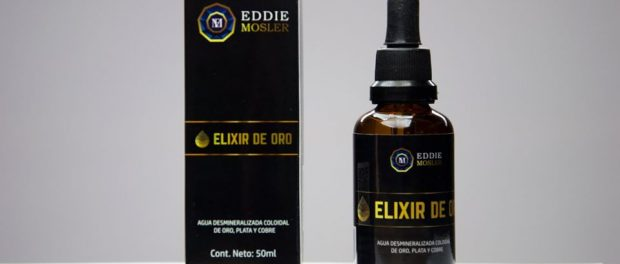 EDDIE
MOSLER
ELIXIR DE ORO
AGUA DESMINERALIZADA COLOIDAL
DE ORO, PLATA Y COBRE
Cont. Neto: 50ml
EDDIE
MOSLER
ELIXIR DE
AGUA DESMINERALIZADA COLOIDAL
DE ORO, PLATA Y COBRE